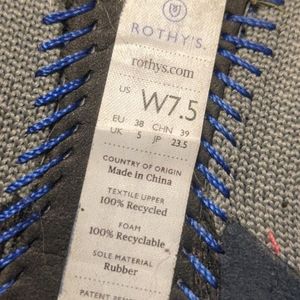 ROTHY'S.
rothys.com
US W7.5
EU 38 CHN 39
UK 5 JP 23.5
COUNTRY OF ORIGIN
Made in China
TEXTILE UPPER
100% Recycled
FOAM
100% Recyclable
SOLE MATERIAL
Rubber